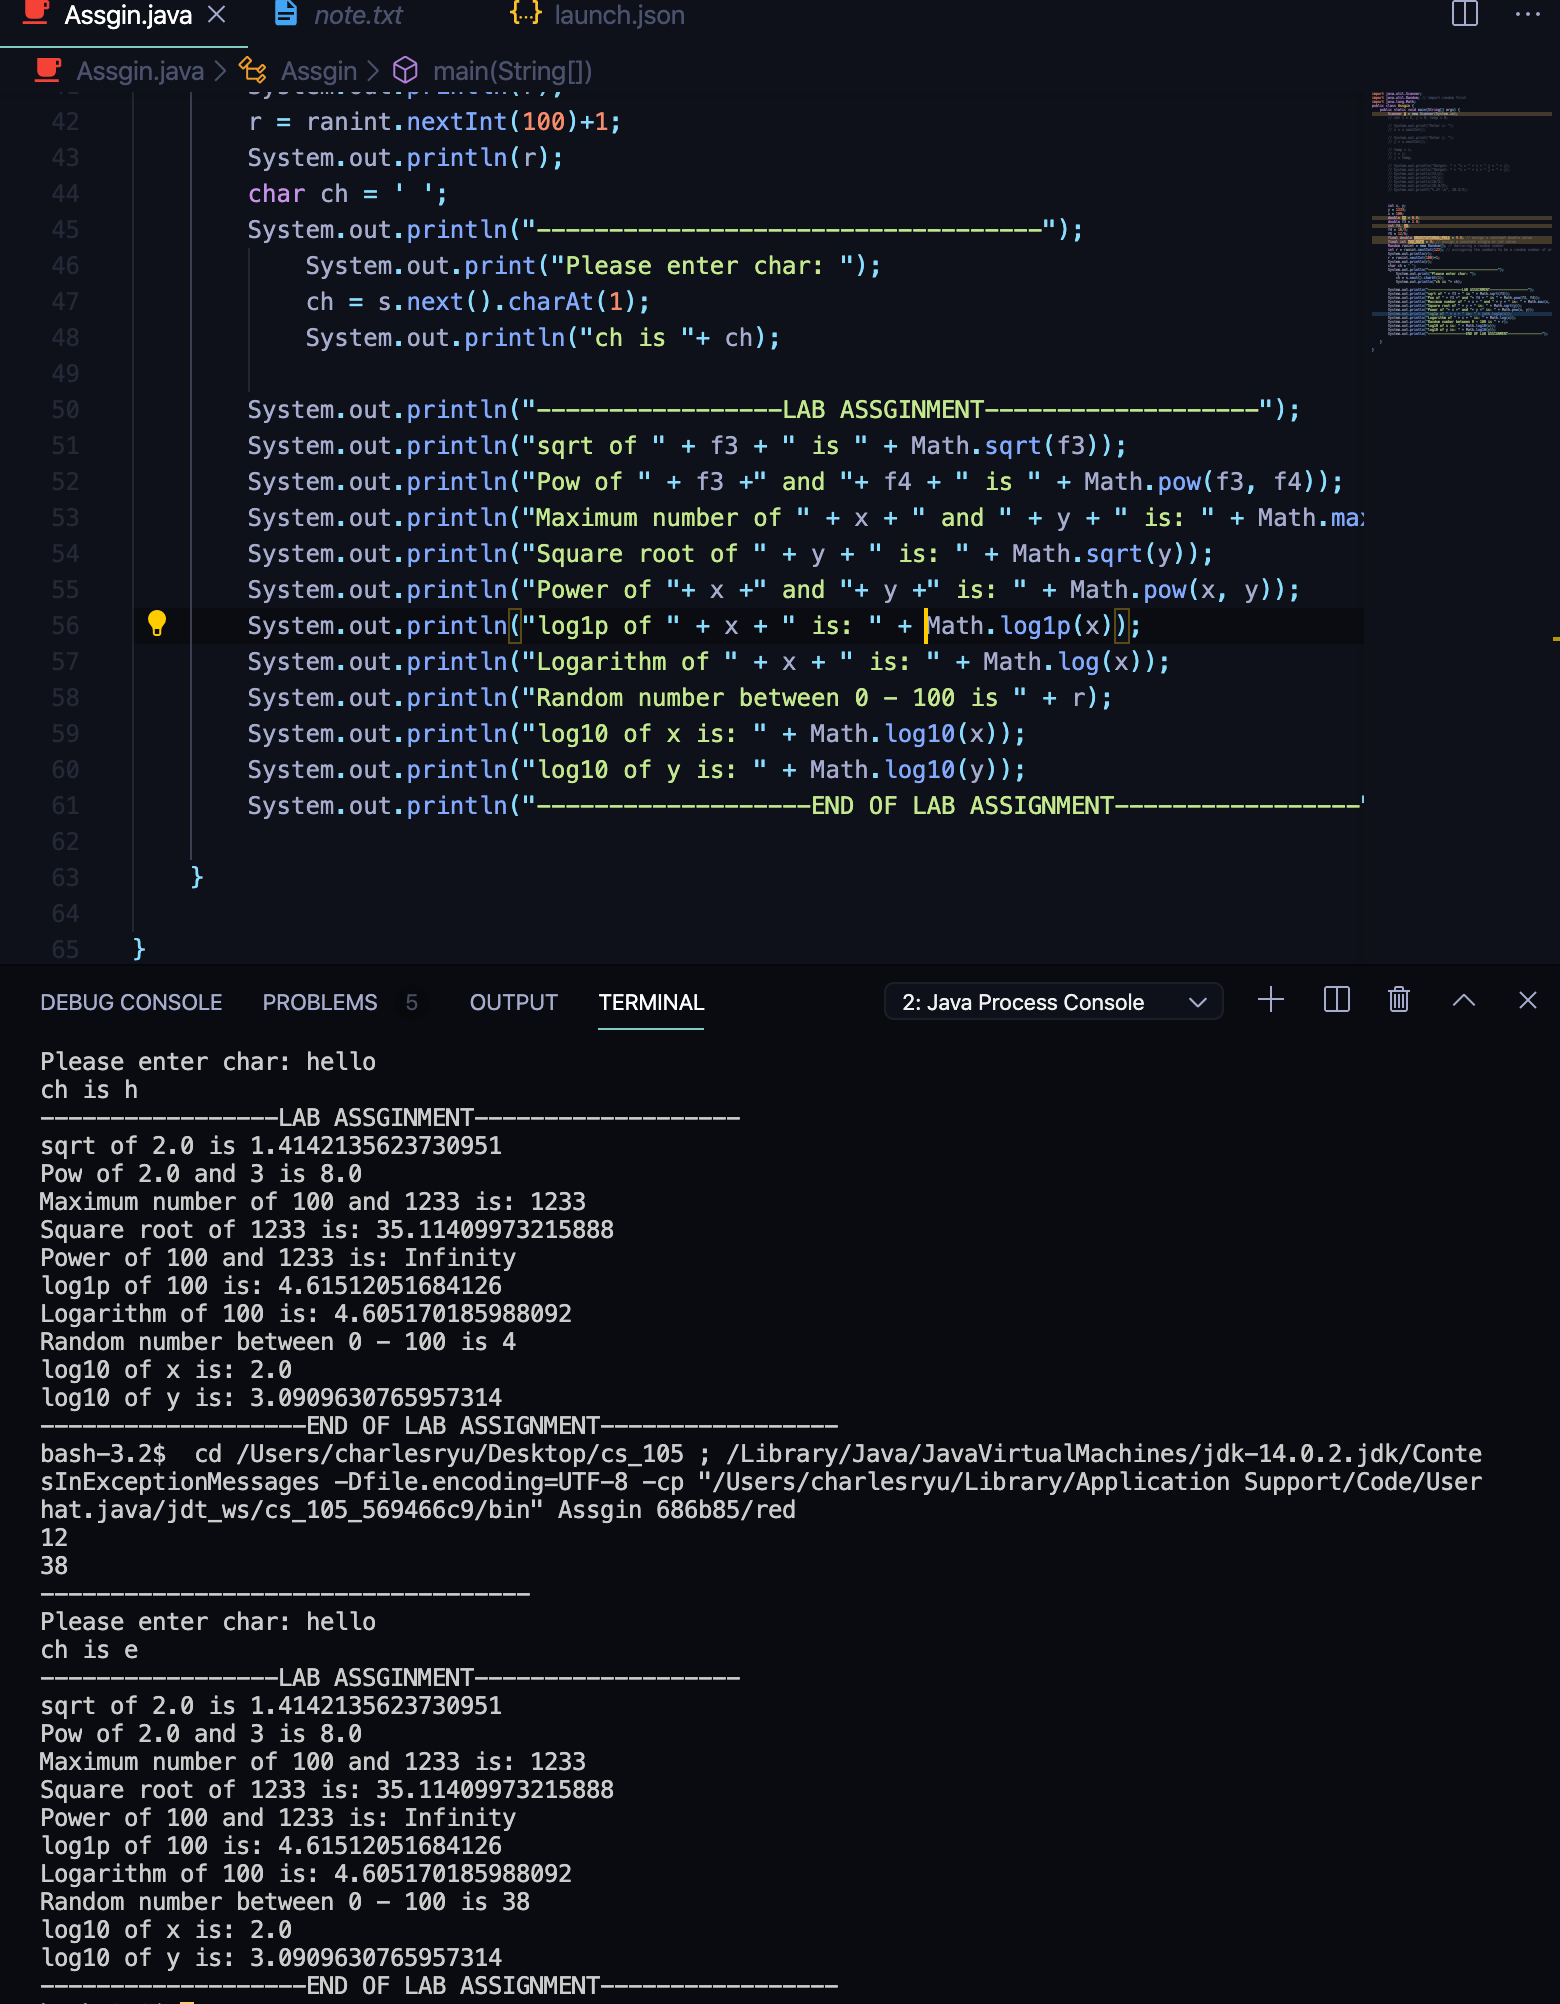 Assgin.java
note.txt
launch.json
Assgin.java > Assgin > main(String[])
42 r = ranint.nextInt(100)+1;
43 System.out.println(r);
44 char ch = ' ';
45 System.out.println("-----------------------------------");
46 System.out.print("Please enter char: ");
47 ch = s.next().charAt(1);
48 System.out.println("ch is "+ ch);
49
50 System.out.println("-----------------LAB ASSGINMENT-------------------");
51 System.out.println("sqrt of " + f3 + " is " + Math.sqrt(f3));
52 System.out.println("Pow of " + f3 +" and "+ f4 + " is " + Math.pow(f3, f4));
53 System.out.println("Maximum number of " + x + " and " + y + " is: " + Math.max
54 System.out.println("Square root of " + y + " is: " + Math.sqrt(y));
55 System.out.println("Power of "+ x +" and "+ y +" is: " + Math.pow(x, y));
56 System.out.println("log1p of " + x + " is: " + Math.log1p(x));
57 System.out.println("Logarithm of " + x + " is: " + Math.log(x));
58 System.out.println("Random number between 0 - 100 is " + r);
59 System.out.println("log10 of x is: " + Math.log10(x));
60 System.out.println("log10 of y is: " + Math.log10(y));
61 System.out.println("-------------------END OF LAB ASSIGNMENT-----------------"
62
63 }
64
65 }
DEBUG CONSOLE PROBLEMS 5 OUTPUT TERMINAL 2: Java Process Console
Please enter char: hello
ch is h
-----------------LAB ASSGINMENT-------------------
sqrt of 2.0 is 1.4142135623730951
Pow of 2.0 and 3 is 8.0
Maximum number of 100 and 1233 is: 1233
Square root of 1233 is: 35.11409973215888
Power of 100 and 1233 is: Infinity
log1p of 100 is: 4.61512051684126
Logarithm of 100 is: 4.605170185988092
Random number between 0 - 100 is 4
log10 of x is: 2.0
log10 of y is: 3.0909630765957314
-------------------END OF LAB ASSIGNMENT-----------------
bash-3.2$  cd /Users/charlesryu/Desktop/cs_105 ; /Library/Java/JavaVirtualMachines/jdk-14.0.2.jdk/Conte
sInExceptionMessages -Dfile.encoding=UTF-8 -cp "/Users/charlesryu/Library/Application Support/Code/User
hat.java/jdt_ws/cs_105_569466c9/bin" Assgin 686b85/red
12
38
-----------------------------------
Please enter char: hello
ch is e
-----------------LAB ASSGINMENT-------------------
sqrt of 2.0 is 1.4142135623730951
Pow of 2.0 and 3 is 8.0
Maximum number of 100 and 1233 is: 1233
Square root of 1233 is: 35.11409973215888
Power of 100 and 1233 is: Infinity
log1p of 100 is: 4.61512051684126
Logarithm of 100 is: 4.605170185988092
Random number between 0 - 100 is 38
log10 of x is: 2.0
log10 of y is: 3.0909630765957314
-------------------END OF LAB ASSIGNMENT-----------------